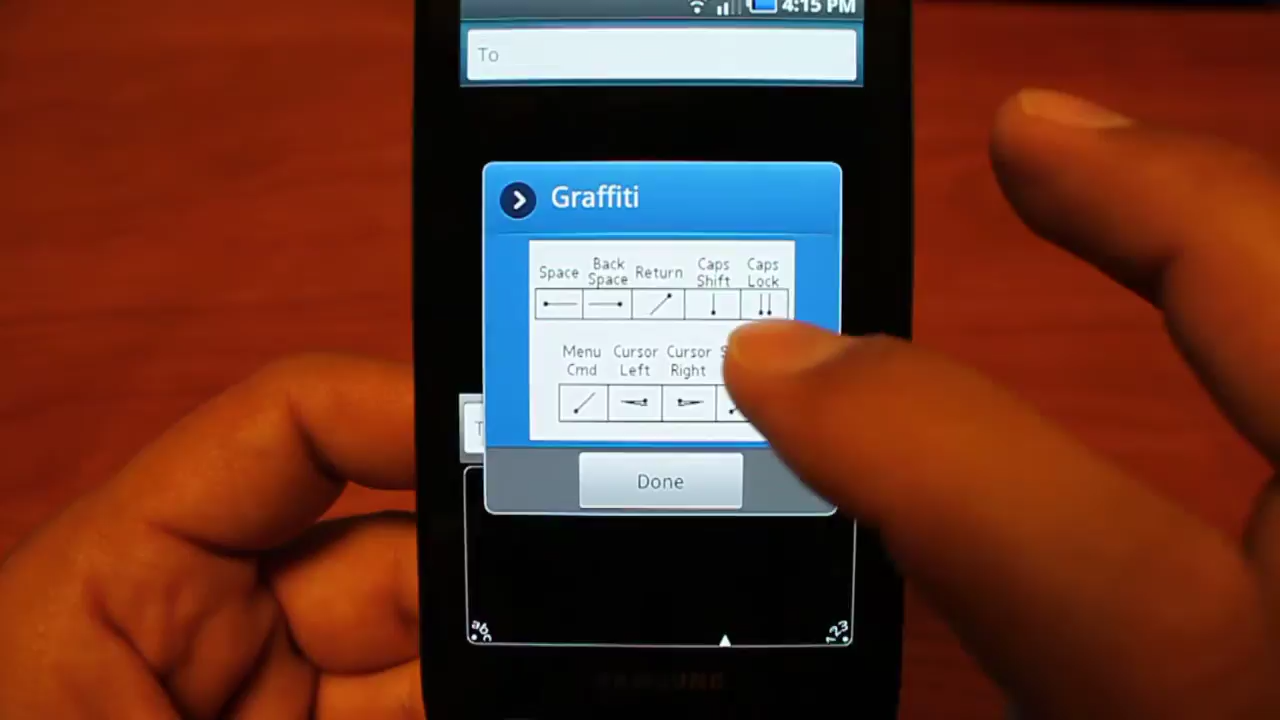 4:15 PM
To
Graffiti
Space Back Space Return Caps Shift Caps Lock
Menu Cmd Cursor Left Cursor Right
Done
abc
123